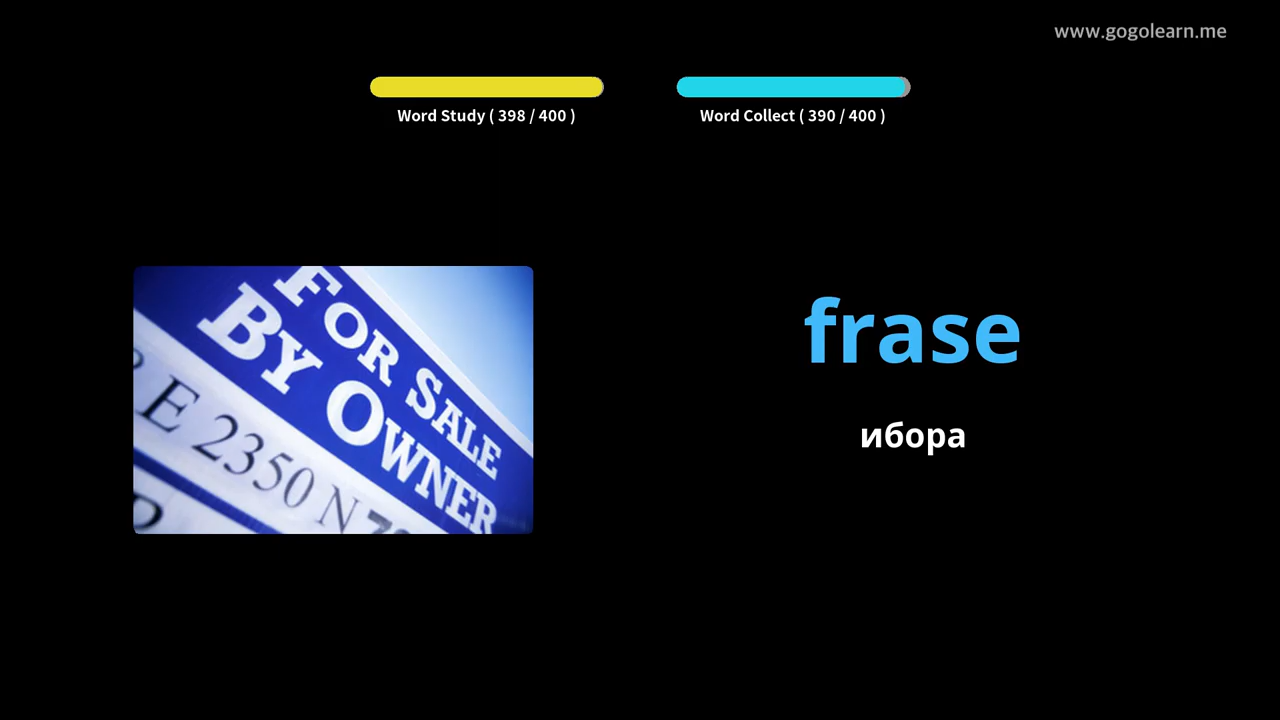 www.gogolearn.me
Word Study ( 398 / 400 )
Word Collect ( 390 / 400 )
FOR SALE
BY OWNER
E 2350 N
frase
ибора